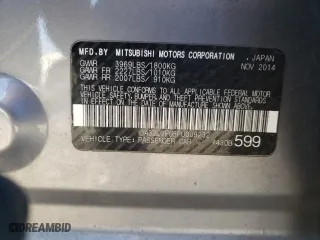 MFD.BY MITSUBISHI MOTORS CORPORATION , JAPAN
GVWR 3969LBS/1800KG NOV 2014
GAWR FR 2227LBS/1010KG
GAWR RR 2007LBS/ 910KG
THIS VEHICLE CONFORMS TO ALL APPLICABLE
FEDERAL MOTOR VEHICLE SAFETY, BUMPER,
AND THEFT PREVENTION STANDARDS IN EFFECT
ON THE DATE OF MANUFACTURE SHOWN ABOVE.
VEHICLE TYPE: PASSENGER CAR 599